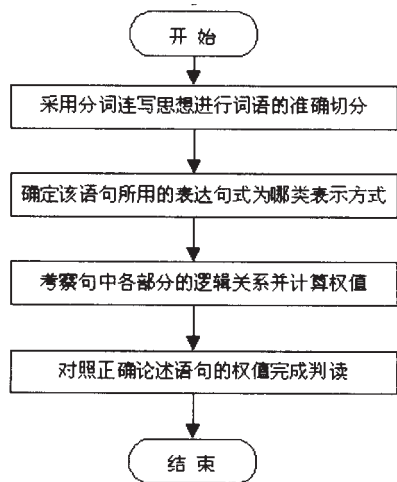 开 始
采用分词连写思想进行词语的准确切分
确定该语句所用的表达句式为哪类表示方式
考察句中各部分的逻辑关系并计算权值
对照正确论述语句的权值完成判读
结 束